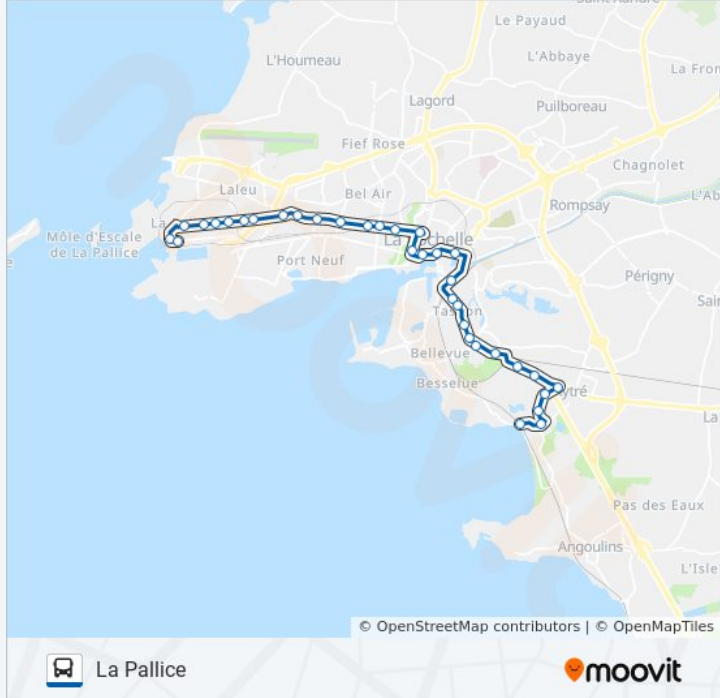 Saint-Xandre
Le Payaud
L'Houmeau
L'Abbaye
La Fron
Lagord
Puilboreau
Fief Rose
Chagnolet
Laleu
Bel Air
L'Ab
Rompsay
La
La Rochelle
Môle d'Escale
de La Pallice
e
Port Neuf
Périgny
Sain
Tasdon
Bellevue
Besselue
Aytré
La
Pas des Eaux
Angoulins
L'Isle
© OpenStreetMap contributors | © OpenMapTiles
La Pallice
moovit